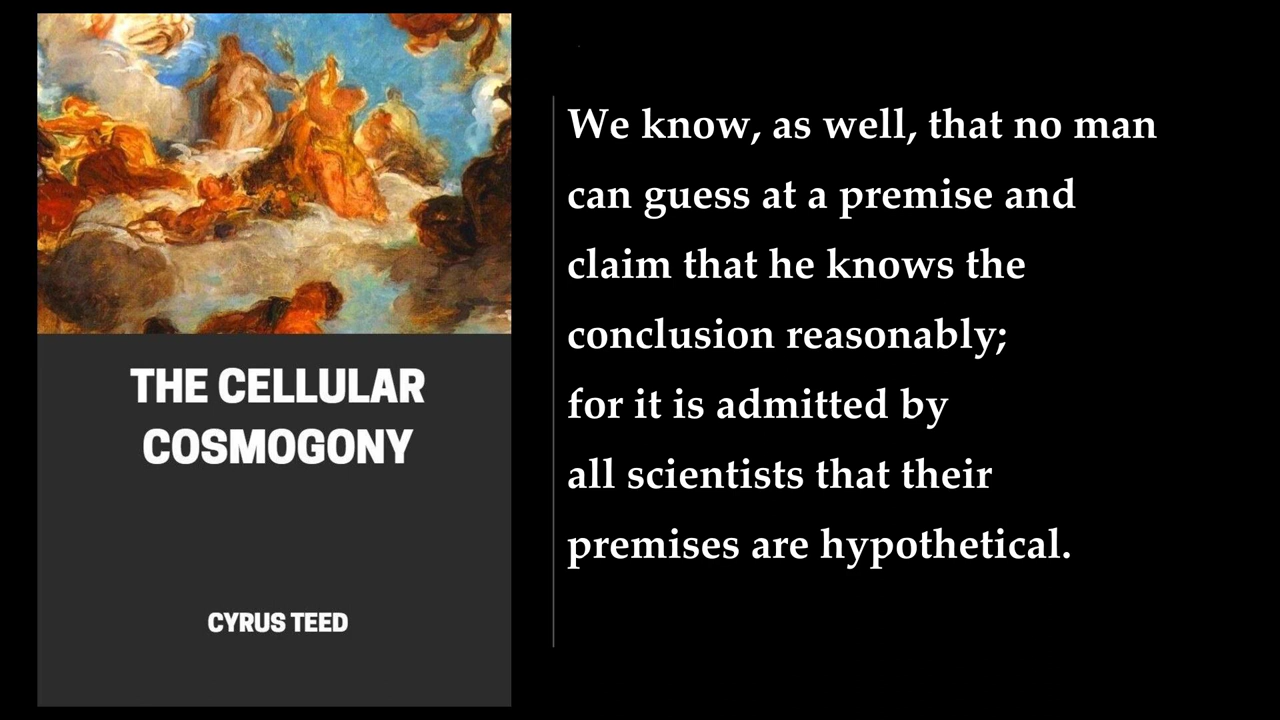 THE CELLULAR
COSMOGONY
CYRUS TEED
We know, as well, that no man
can guess at a premise and
claim that he knows the
conclusion reasonably;
for it is admitted by
all scientists that their
premises are hypothetical.